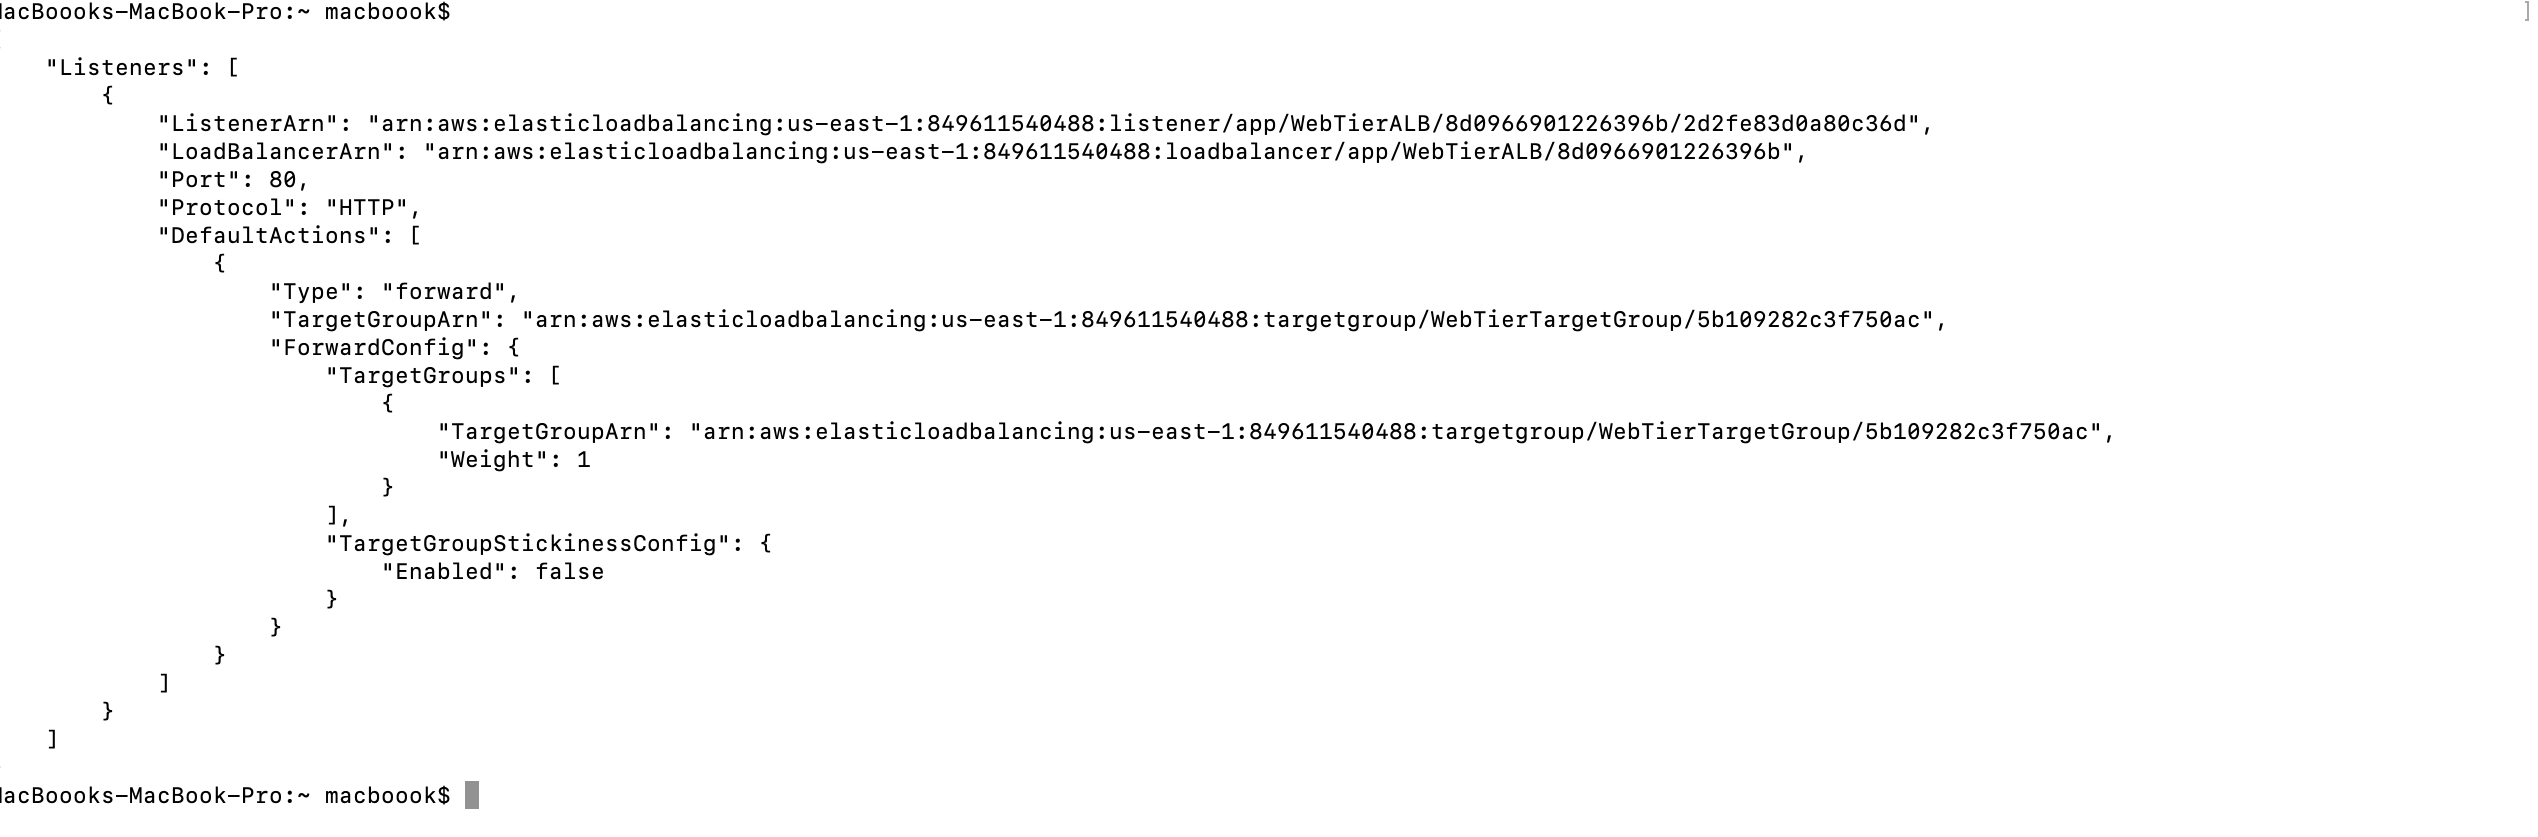 acBoooks-MacBook-Pro:~ macboook$ ]
"Listeners": [
{
"ListenerArn": "arn:aws:elasticloadbalancing:us-east-1:849611540488:listener/app/WebTierALB/8d0966901226396b/2d2fe83d0a80c36d",
"LoadBalancerArn": "arn:aws:elasticloadbalancing:us-east-1:849611540488:loadbalancer/app/WebTierALB/8d0966901226396b",
"Port": 80,
"Protocol": "HTTP",
"DefaultActions": [
{
"Type": "forward",
"TargetGroupArn": "arn:aws:elasticloadbalancing:us-east-1:849611540488:targetgroup/WebTierTargetGroup/5b109282c3f750ac",
"ForwardConfig": {
"TargetGroups": [
{
"TargetGroupArn": "arn:aws:elasticloadbalancing:us-east-1:849611540488:targetgroup/WebTierTargetGroup/5b109282c3f750ac",
"Weight": 1
}
],
"TargetGroupStickinessConfig": {
"Enabled": false
}
}
}
]
}
]
acBoooks-MacBook-Pro:~ macboook$